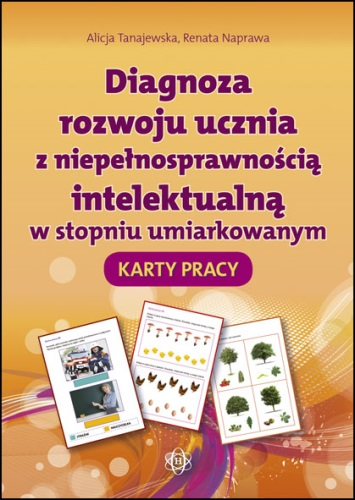 Alicja Tanajewska, Renata Naprawa
Diagnoza
rozwoju ucznia
z niepełnosprawnością
intelektualną
w stopniu umiarkowanym
KARTY PRACY
H